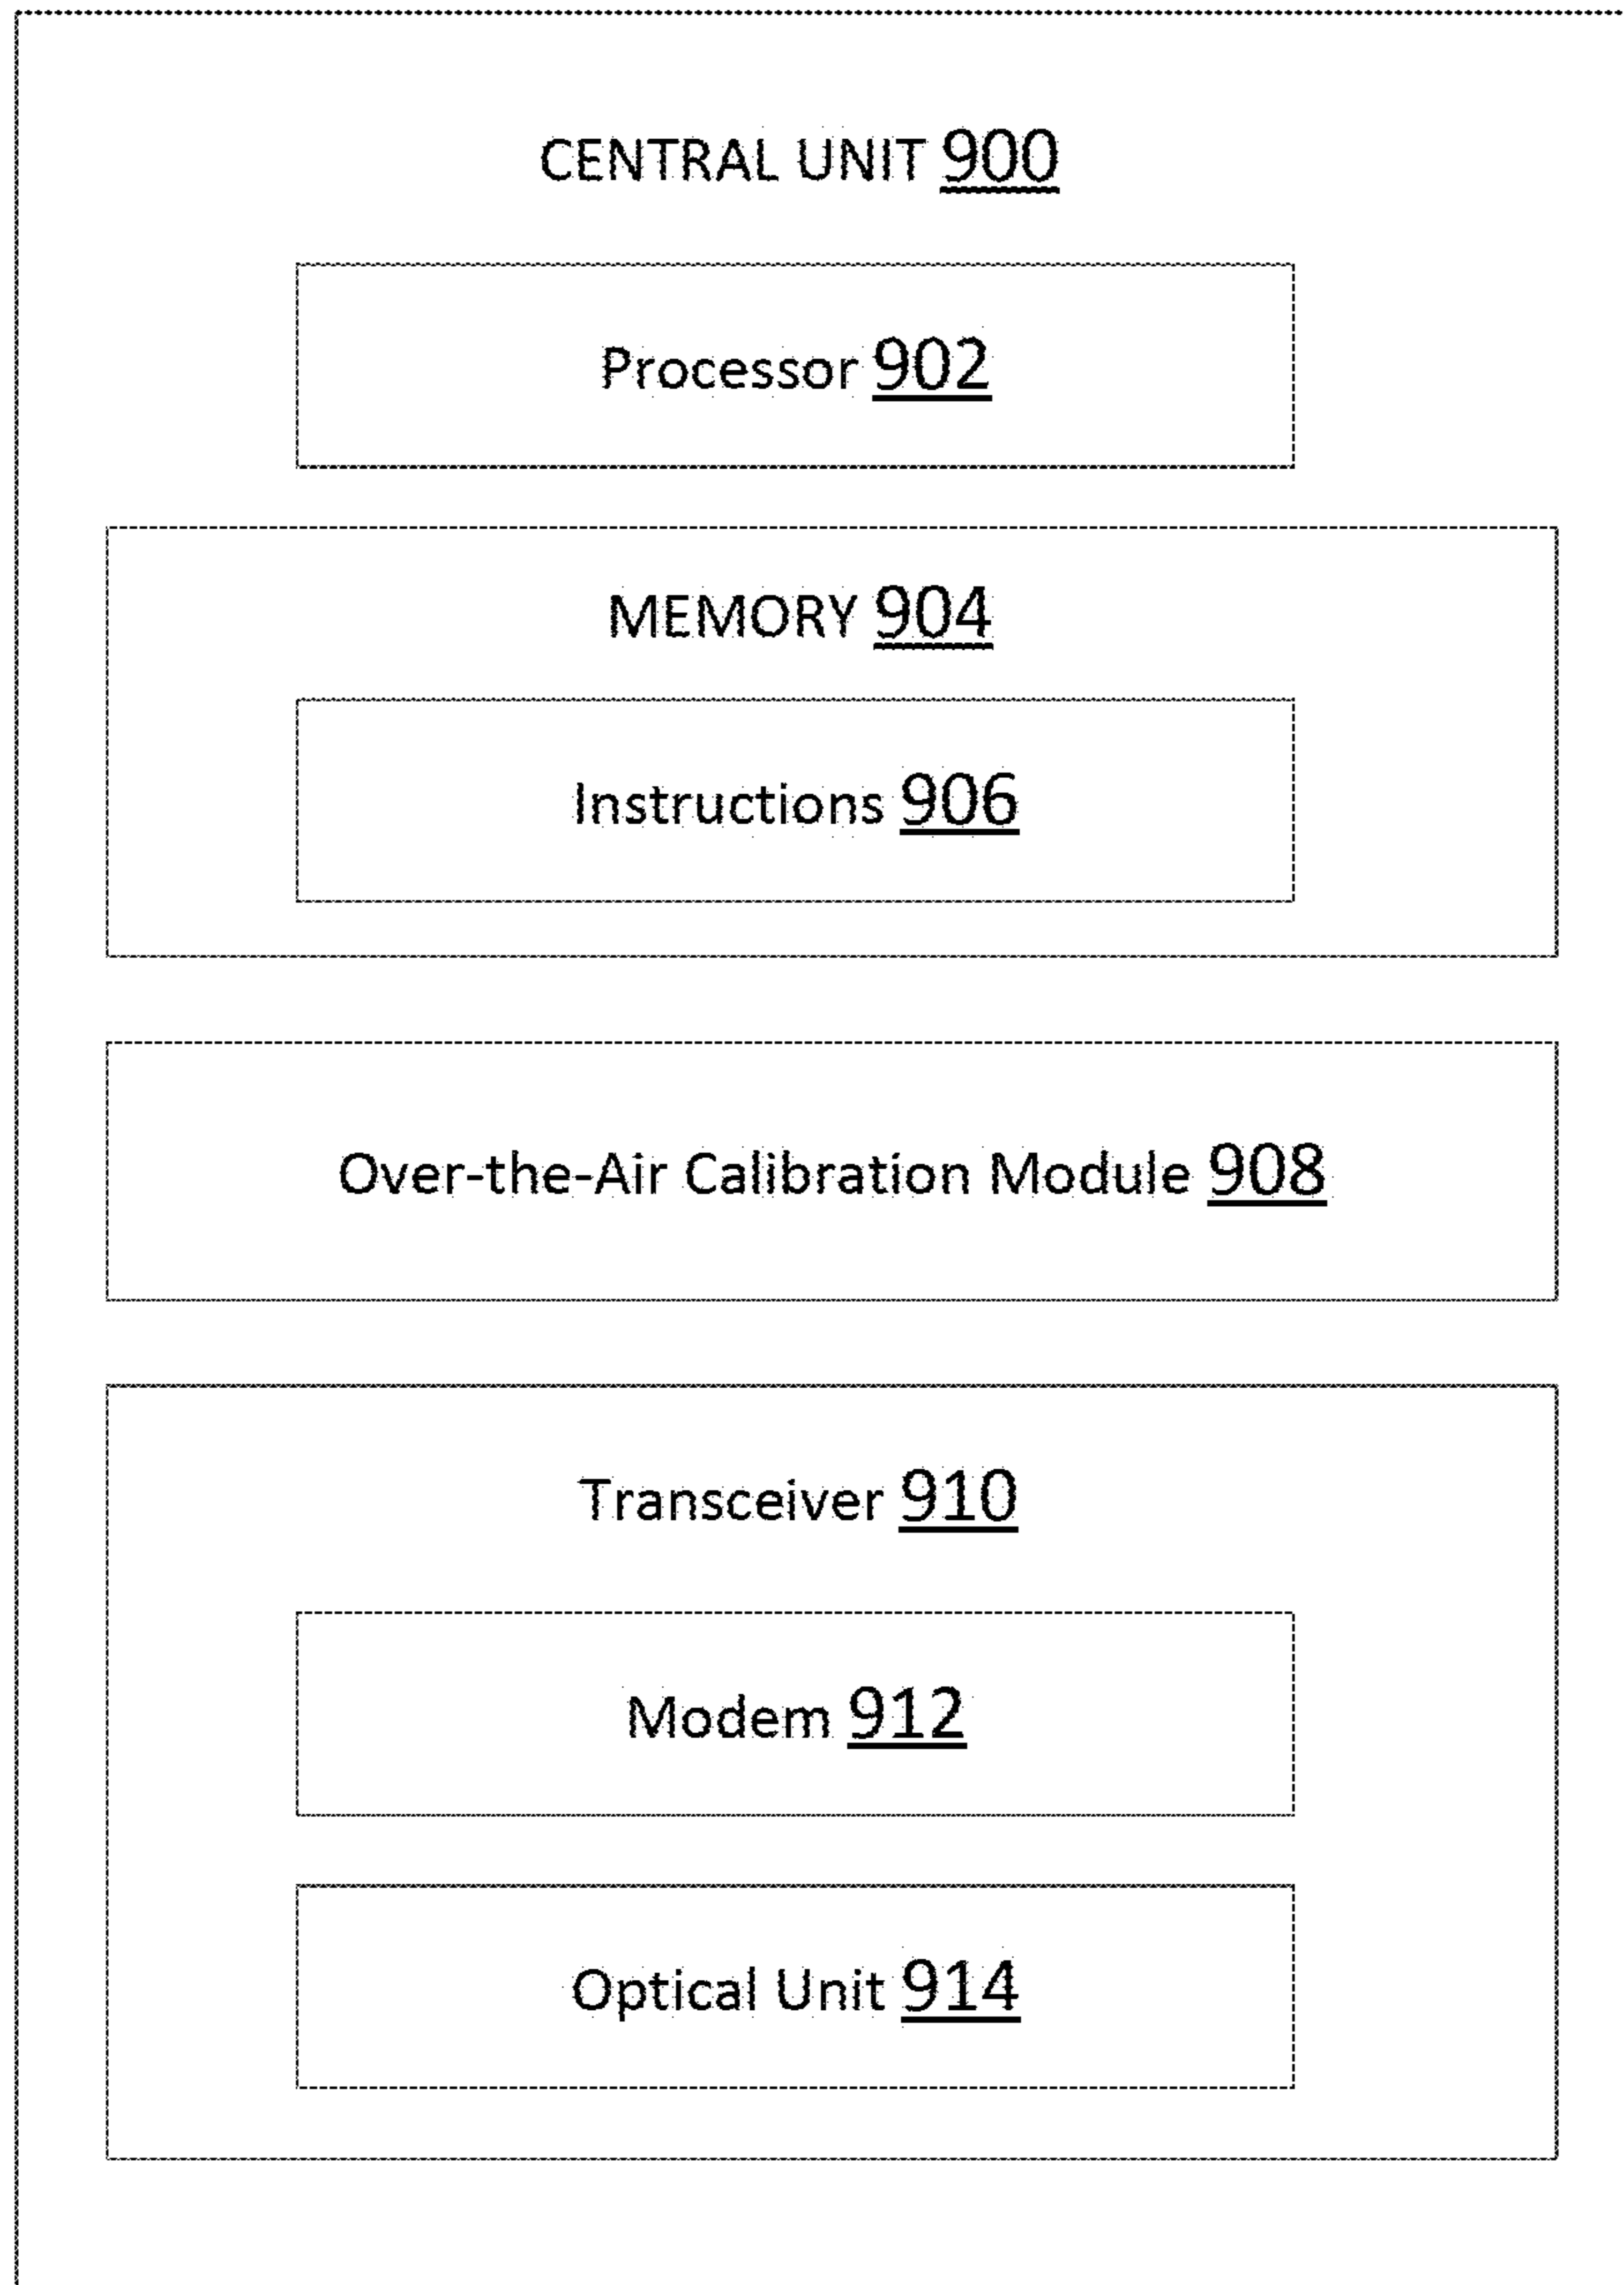 CENTRAL UNIT 900
Processor 902
MEMORY 904
Instructions 906
Over-the-Air Calibration Module 908
Transceiver 910
Modem 912
Optical Unit 914